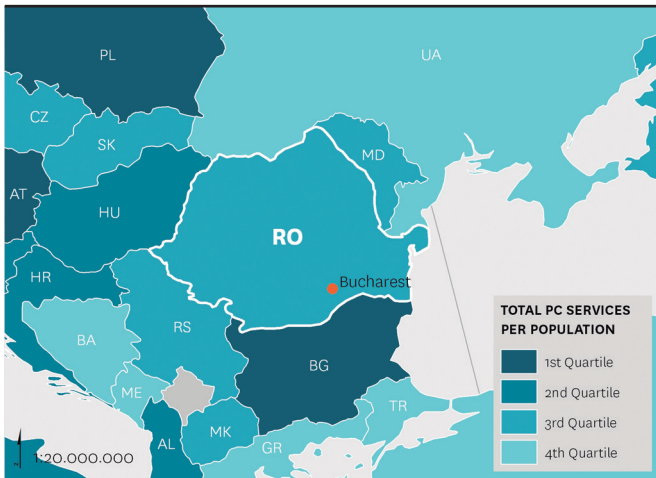 PL
UA
CZ
SK
MD
AT
HU
RO
HR
Bucharest
BA
RS
ME
BG
TR
AL
MK
GR
1:20.000.000
TOTAL PC SERVICES
PER POPULATION
1st Quartile
2nd Quartile
3rd Quartile
4th Quartile